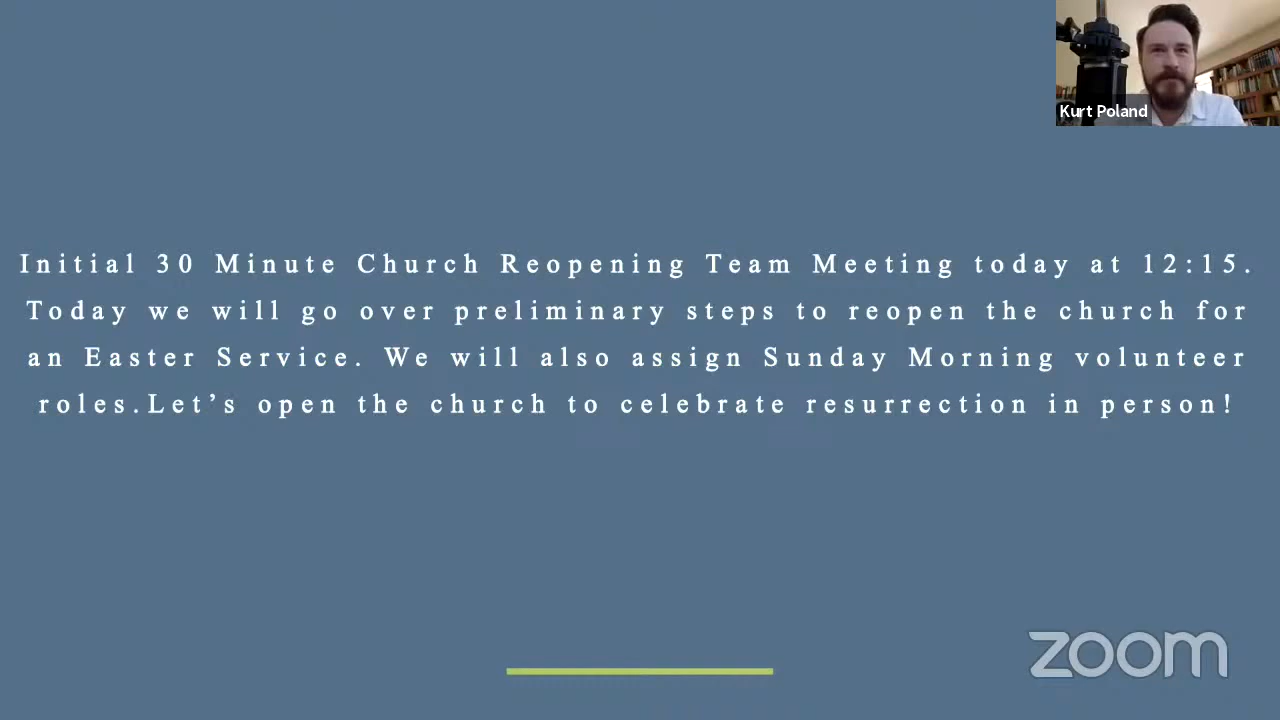 Kurt Poland
Initial 30 Minute Church Reopening Team Meeting today at 12:15.
Today we will go over preliminary steps to reopen the church for
an Easter Service. We will also assign Sunday Morning volunteer
roles.Let’s open the church to celebrate resurrection in person!
zoom